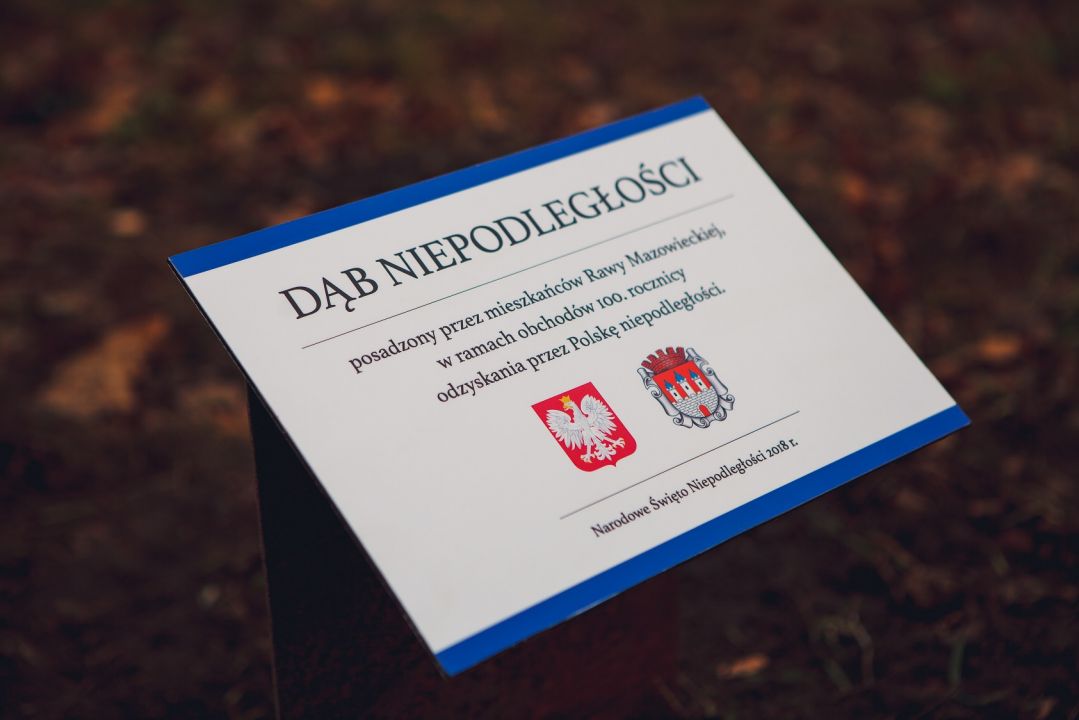 DĄB NIEPODLEGŁOŚCI
posadzony przez mieszkańców Rawy Mazowieckiej,
w ramach obchodów 100. rocznicy
odzyskania przez Polskę niepodległości.
Narodowe Święto Niepodległości 2018 r.